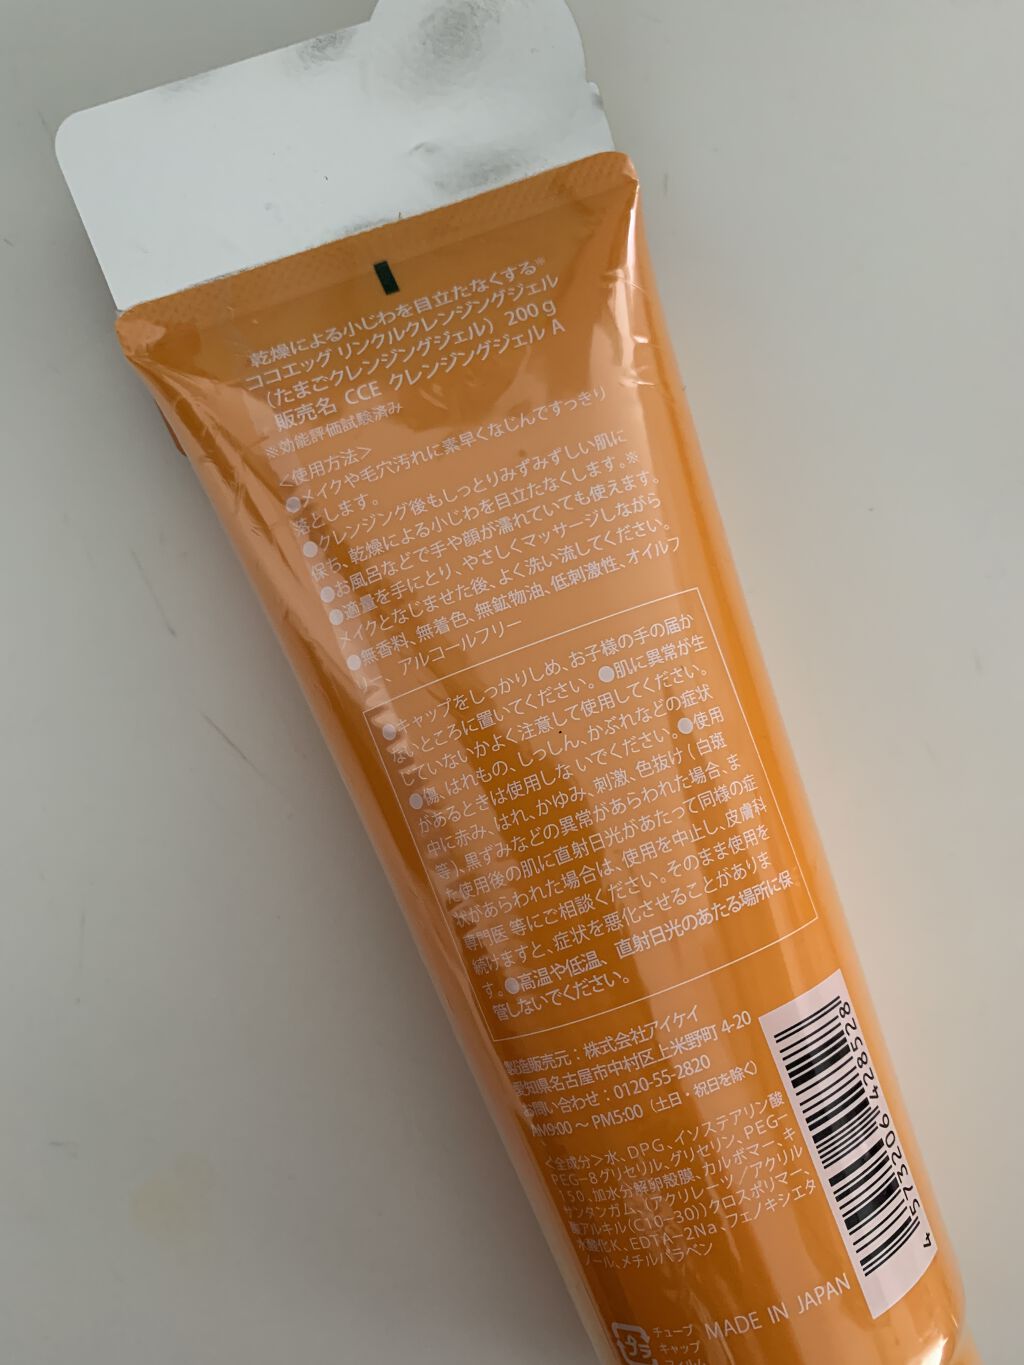 乾燥による小じわを目立たなくする※
ココエッグ リンクルクレンジングジェル
（たまごクレンジングジェル）200g
販売名 CCE クレンジングジェル A
※効能評価試験済み
＜使用方法＞
●メイクや毛穴汚れに素早くなじんですっきり
落とします。
●クレンジング後もしっとりみずみずしい肌に
保ち、乾燥による小じわを目立たなくします。※
●お風呂などで手や顔が濡れていても使えます。
●適量を手にとり、やさしくマッサージしながら
メイクとなじませた後、よく洗い流してください。
●無香料、無着色、無鉱物油、低刺激性、オイルフ
リー、アルコールフリー
●キャップをしっかりしめ、お子様の手の届か
ないところに置いてください。●肌に異常が生
じていないかよく注意して使用してください。
●傷、はれもの、しっしん、かぶれなどの症状
があるときは使用しないでください。●使用
中に赤み、はれ、かゆみ、刺激、色抜け（白斑
等）、黒ずみなどの異常があらわれた場合、ま
た使用後の肌に直射日光があたって同様の症
状があらわれた場合は、使用を中止し、皮膚科
専門医等にご相談ください。そのまま使用を
続けますと、症状を悪化させることがありま
す。●高温や低温、直射日光のあたる場所に保
管しないでください。
製造販売元：株式会社アイケイ
愛知県名古屋市中村区上米野町 4-20
お問い合わせ：0120-55-2820
AM9:00 ～ PM5:00（土日・祝日を除く）
＜全成分＞水、DPG、イソステアリン酸
PEG-8グリセリル、グリセリン、PEG-
150、加水分解卵殻膜、カルボマー、キ
サンタンガム、（アクリレーツ／アクリル
酸アルキル（C10-30））クロスポリマー、
水酸化K、EDTA-2Na、フェノキシエタ
ノール、メチルパラベン
4 573209 428528
MADE IN JAPAN
プラ
チューブ
キャップ
フィルム